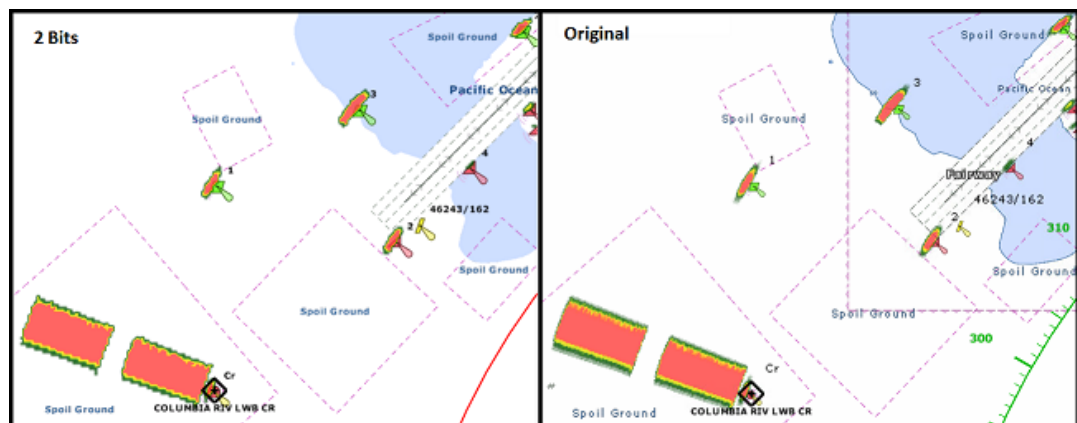 2 Bits
Spoil Ground
Pacific Ocean
3
Spoil Ground
4
1
46243/162
2
Spoil Ground
Spoil Ground
Cr
COLUMBIA RIV LWB CR
Spoil Ground
Original
Spoil Ground
Pacific Ocean
3
Spoil Ground
4
1
Fairway
46243/162
2
310
Spoil Ground
Spoil Ground
300
Cr
COLUMBIA RIV LWB CR
Spoil Ground